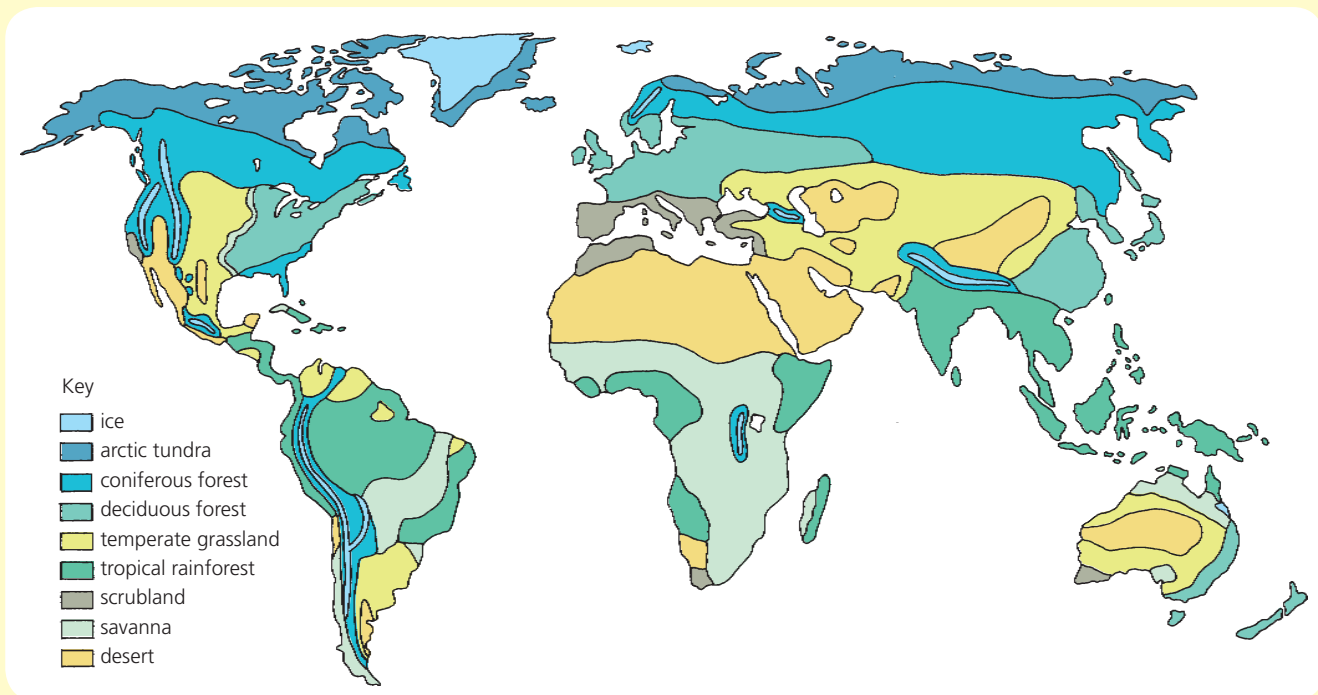 Key
ice
arctic tundra
coniferous forest
deciduous forest
temperate grassland
tropical rainforest
scrubland
savanna
desert